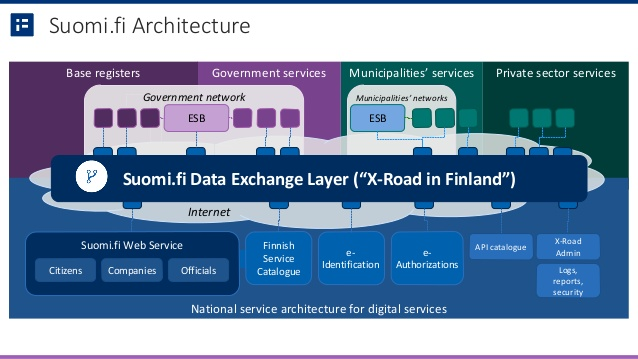 Suomi.fi Architecture
Base registers
Government services
Municipalities' services
Private sector services
Government network
Municipalities' networks
ESB
ESB
Suomi.fi Data Exchange Layer (“X-Road in Finland”)
Internet
Suomi.fi Web Service
Citizens
Companies
Officials
Finnish
Service
Catalogue
e-
Identification
e-
Authorizations
API catalogue
X-Road
Admin
Logs,
reports,
security
National service architecture for digital services